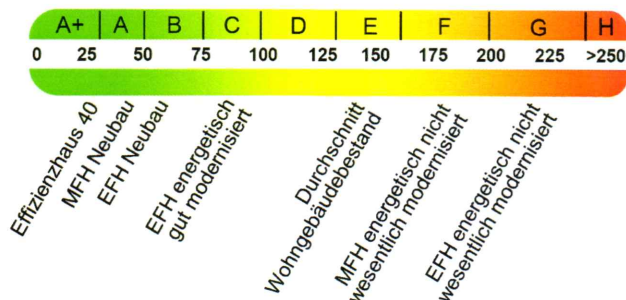 A+ A B C D E F G H
0 25 50 75 100 125 150 175 200 225 >250
Effizienzhaus 40
MFH Neubau
EFH Neubau
EFH energetisch
gut modernisiert
Durchschnitt
Wohngebäudebestand
MFH energetisch nicht
wesentlich modernisiert
EFH energetisch nicht
wesentlich modernisiert